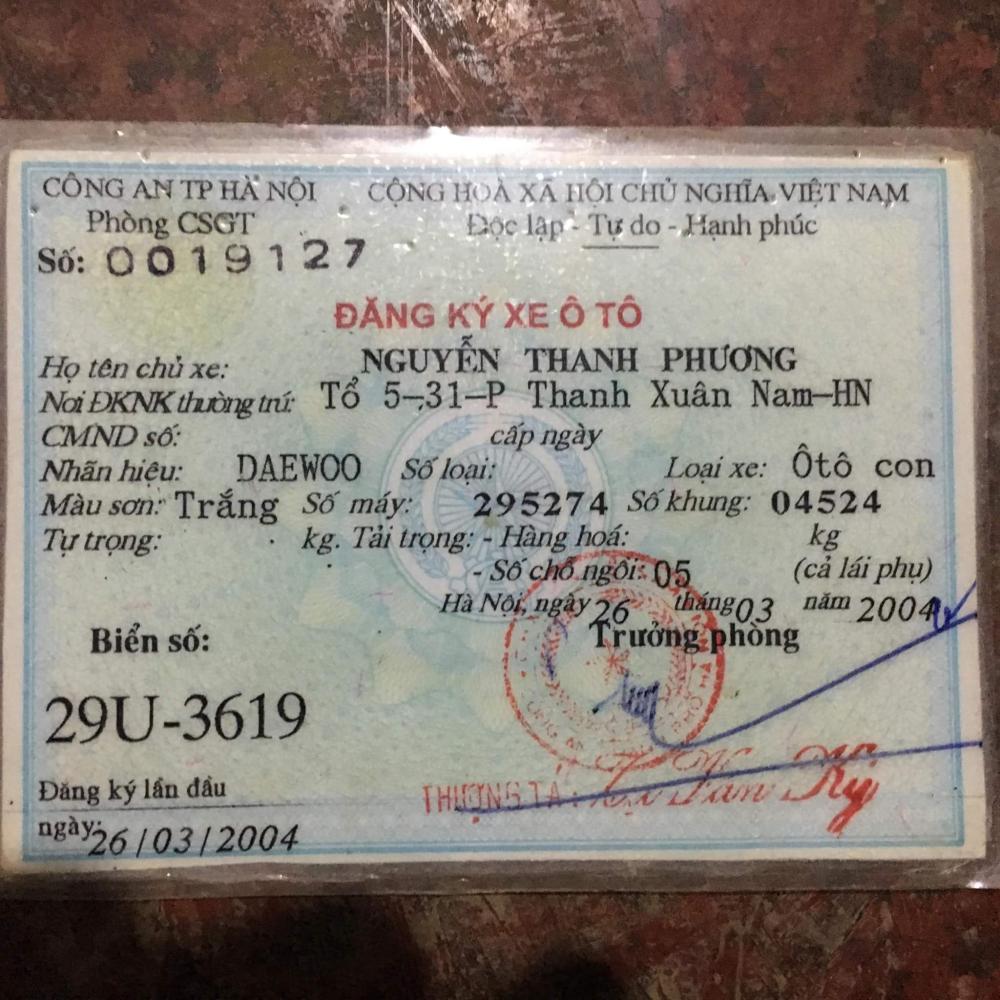 CÔNG AN TP HÀ NỘI CỘNG HOÀ XÃ HỘI CHỦ NGHĨA VIỆT NAM
Phòng CSGT Độc lập - Tự do - Hạnh phúc
Số: 0019127
ĐĂNG KÝ XE Ô TÔ
Họ tên chủ xe: NGUYỄN THANH PHƯƠNG
Nơi ĐKNK thường trú: Tổ 5-31-P Thanh Xuân Nam-HN
CMND số: cấp ngày
Nhãn hiệu: DAEWOO Số loại: Loại xe: Ôtô con
Màu sơn: Trắng Số máy: 295274 Số khung: 04524
Tự trọng: kg. Tải trọng: - Hàng hoá: kg
- Số chỗ ngồi: 05 (cả lái phụ)
Hà Nội, ngày 26 tháng 03 năm 2004
Biển số: Trưởng phòng
29U-3619
Đăng ký lần đầu THƯỢNG TÁ:
ngày: 26/03/2004